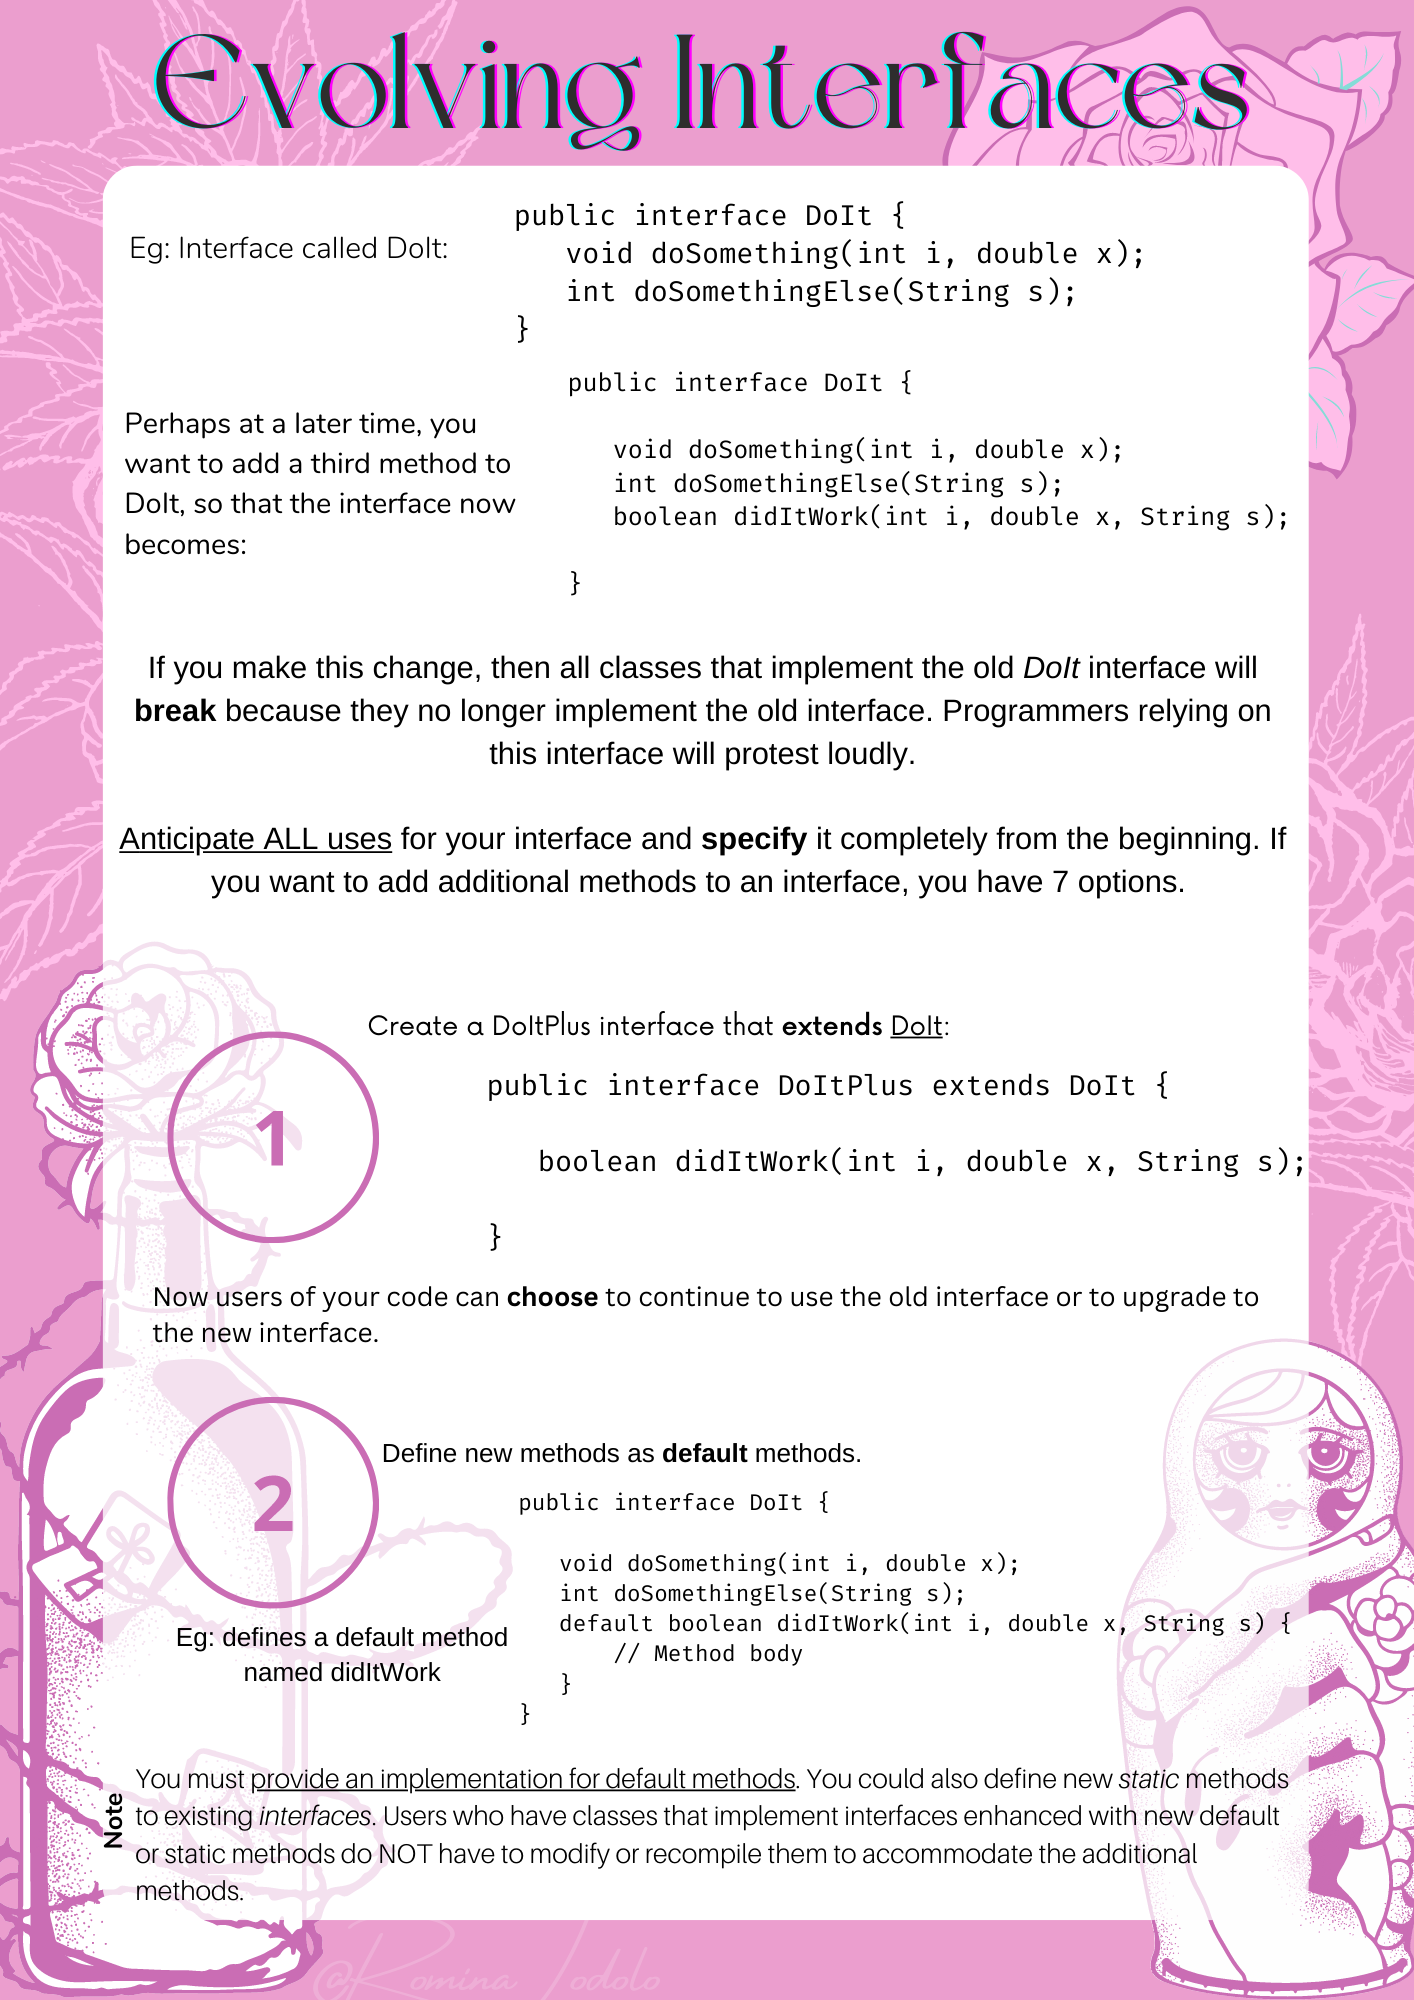 Evolving Interfaces
Eg: Interface called DoIt:
public interface DoIt {
void doSomething(int i, double x);
int doSomethingElse(String s);
}
Perhaps at a later time, you
want to add a third method to
DoIt, so that the interface now
becomes:
public interface DoIt {
void doSomething(int i, double x);
int doSomethingElse(String s);
boolean didItWork(int i, double x, String s);
}
If you make this change, then all classes that implement the old DoIt interface will
break because they no longer implement the old interface. Programmers relying on
this interface will protest loudly.
Anticipate ALL uses for your interface and specify it completely from the beginning. If
you want to add additional methods to an interface, you have 7 options.
1
Create a DoItPlus interface that extends DoIt:
public interface DoItPlus extends DoIt {
boolean didItWork(int i, double x, String s);
}
Now users of your code can choose to continue to use the old interface or to upgrade to
the new interface.
2
Define new methods as default methods.
Eg: defines a default method
named didItWork
public interface DoIt {
void doSomething(int i, double x);
int doSomethingElse(String s);
default boolean didItWork(int i, double x, String s) {
// Method body
}
}
Note
You must provide an implementation for default methods. You could also define new static methods
to existing interfaces. Users who have classes that implement interfaces enhanced with new default
or static methods do NOT have to modify or recompile them to accommodate the additional
methods.
@Romina Iodolo